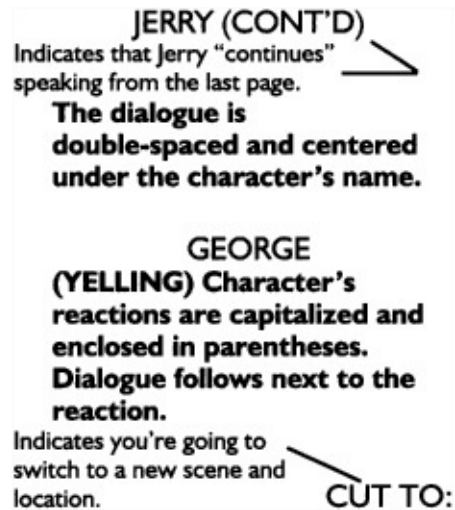 JERRY (CONT'D)
Indicates that Jerry “continues”
speaking from the last page.
The dialogue is
double-spaced and centered
under the character's name.
GEORGE
(YELLING) Character's
reactions are capitalized and
enclosed in parentheses.
Dialogue follows next to the
reaction.
Indicates you're going to
switch to a new scene and
location.
CUT TO: